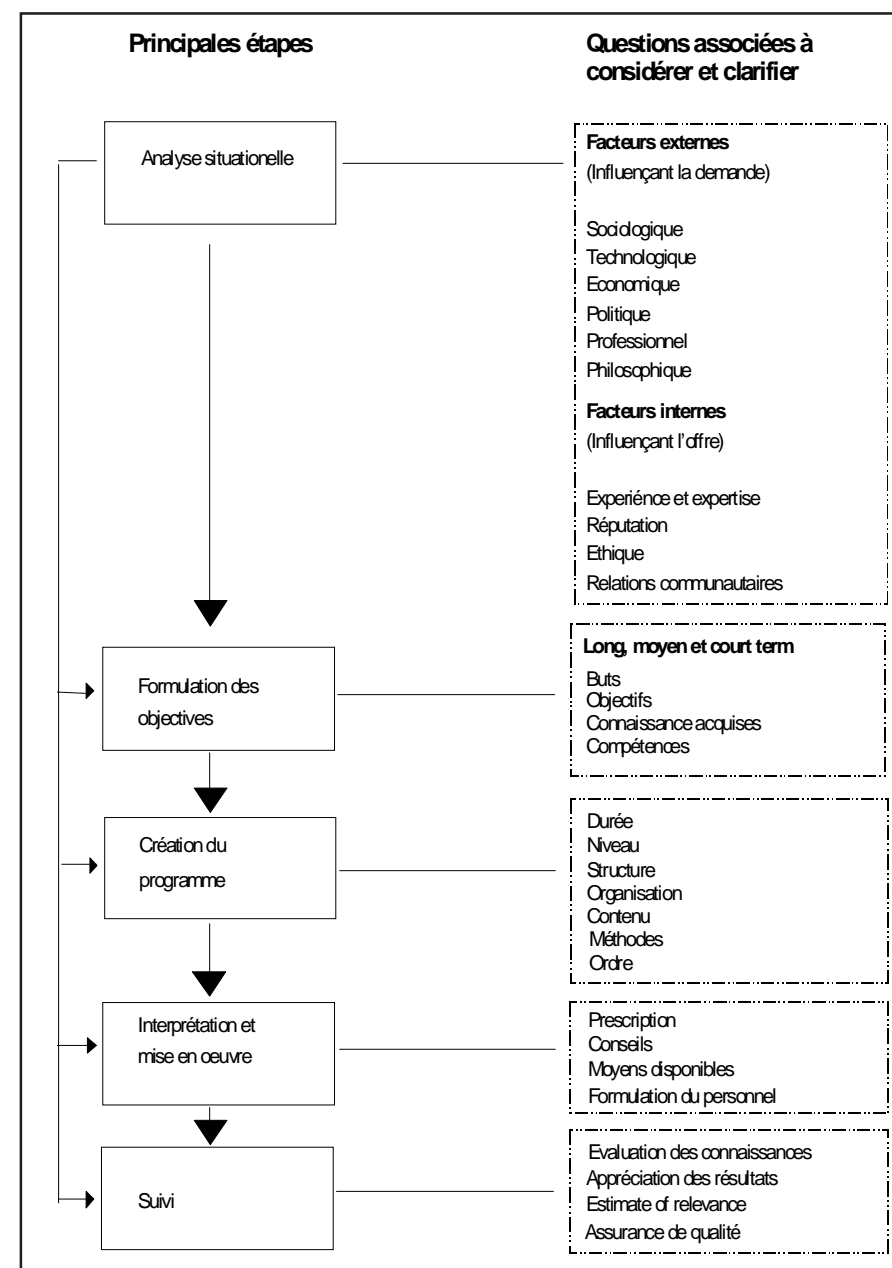 Principales étapes
Questions associées à
considérer et clarifier
Analyse situationelle
Facteurs externes
(Influençant la demande)
Sociologique
Technologique
Economique
Politique
Professionnel
Philosophique
Facteurs internes
(Influençant l'offre)
Experiénce et expertise
Réputation
Ethique
Relations communautaires
Formulation des
objectives
Long, moyen et court term
Buts
Objectifs
Connaissance acquises
Compétences
Création du
programme
Durée
Niveau
Structure
Organisation
Contenu
Méthodes
Ordre
Interprétation et
mise en oeuvre
Prescription
Conseils
Moyens disponibles
Formulation du personnel
Suivi
Evaluation des connaissances
Appréciation des résultats
Estimate of relevance
Assurance de qualité